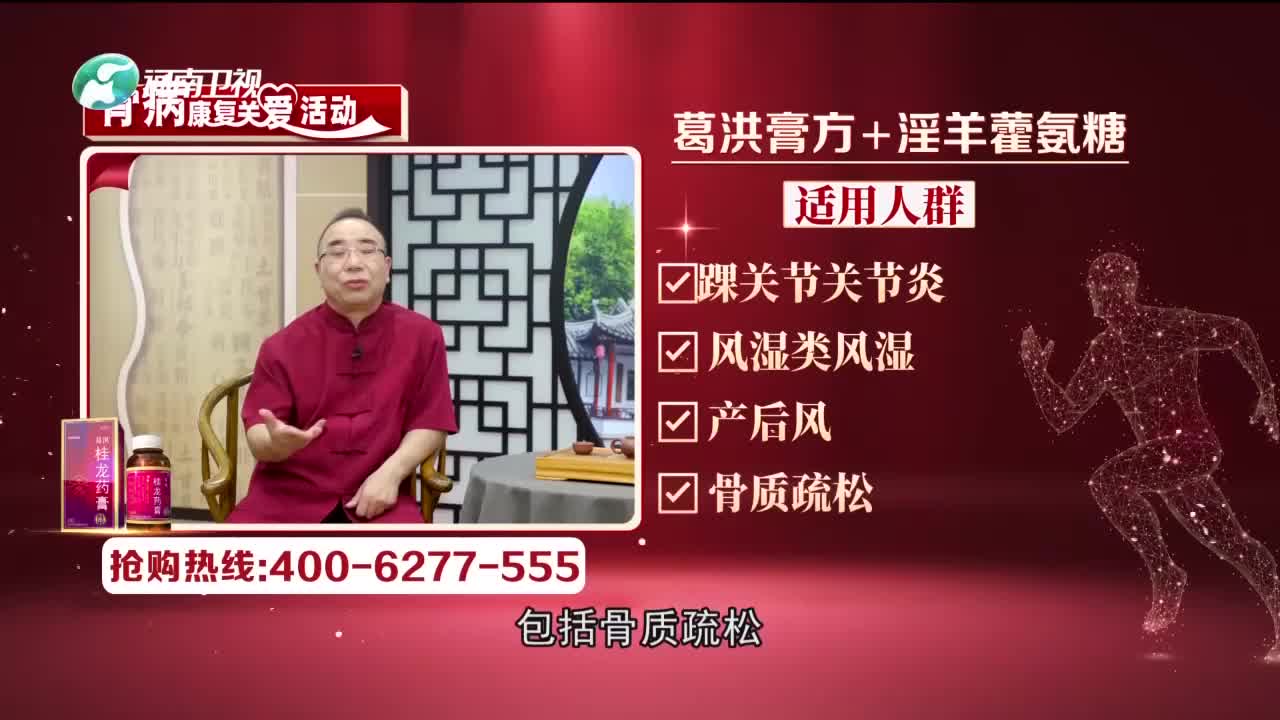 河南卫视
骨病康复关爱活动
葛洪膏方+淫羊藿氨糖
适用人群
踝关节关节炎
风湿类风湿
产后风
骨质疏松
葛洪
桂龙药膏
桂龙药膏
抢购热线:400-6277-555
包括骨质疏松